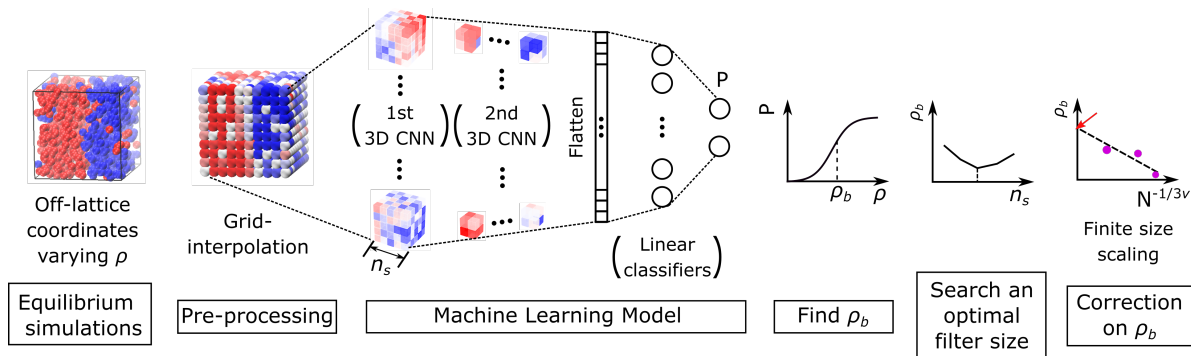 Off-lattice
coordinates
varying ρ
Equilibrium
simulations
Grid-
interpolation
Pre-processing
1st
3D CNN
2nd
3D CNN
n_s
Flatten
P
(Linear
classifiers)
Machine Learning Model
P
ρ_b
ρ
Find ρ_b
ρ_b
n_s
Search an
optimal
filter size
ρ_b
N^{-1/3ν}
Finite size
scaling
Correction
on ρ_b